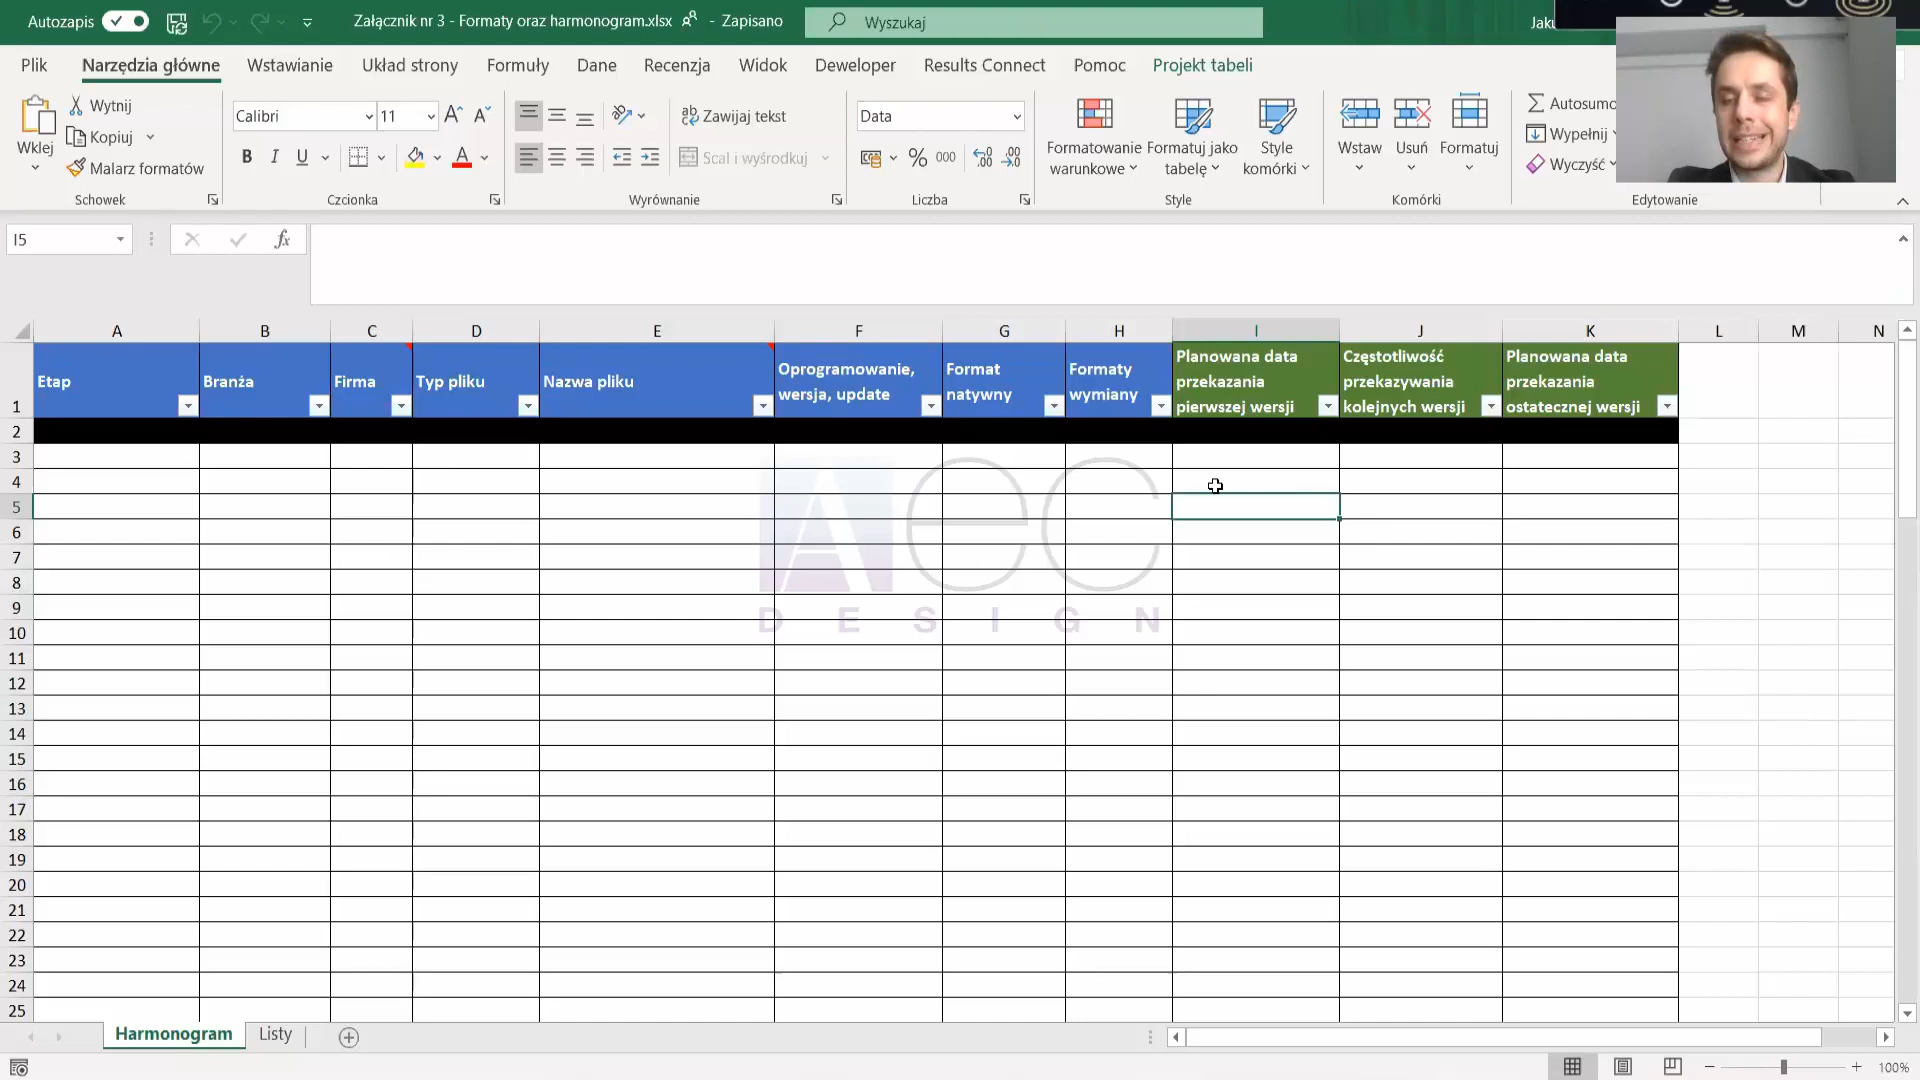 Autozapis
Załącznik nr 3 - Formaty oraz harmonogram.xlsx - Zapisano
Wyszukaj
Plik Narzędzia główne Wstawianie Układ strony Formuły Dane Recenzja Widok Deweloper Results Connect Pomoc Projekt tabeli
Wklej
Wytnij
Kopiuj
Malarz formatów
Schowek
Calibri 11
B I U
Czcionka
Zawijaj tekst
Scal i wyśrodkuj
Wyrównanie
Data
% 000
Liczba
Formatowanie warunkowe
Formatuj jako tabelę
Style komórki
Style
Wstaw Usuń Formatuj
Komórki
Autosumo
Wypełnij
Wyczyść
Edytowanie
I5
fx
A B C D E F G H I J K L M N
1
Etap
Branża
Firma
Typ pliku
Nazwa pliku
Oprogramowanie,
wersja, update
Format
natywny
Formaty
wymiany
Planowana data
przekazania
pierwszej wersji
Częstotliwość
przekazywania
kolejnych wersji
Planowana data
przekazania
ostatecznej wersji
2
3
4
5
6
7
8
9
10
11
12
13
14
15
16
17
18
19
20
21
22
23
24
25
Aec
DESIGN
Harmonogram Listy
100%